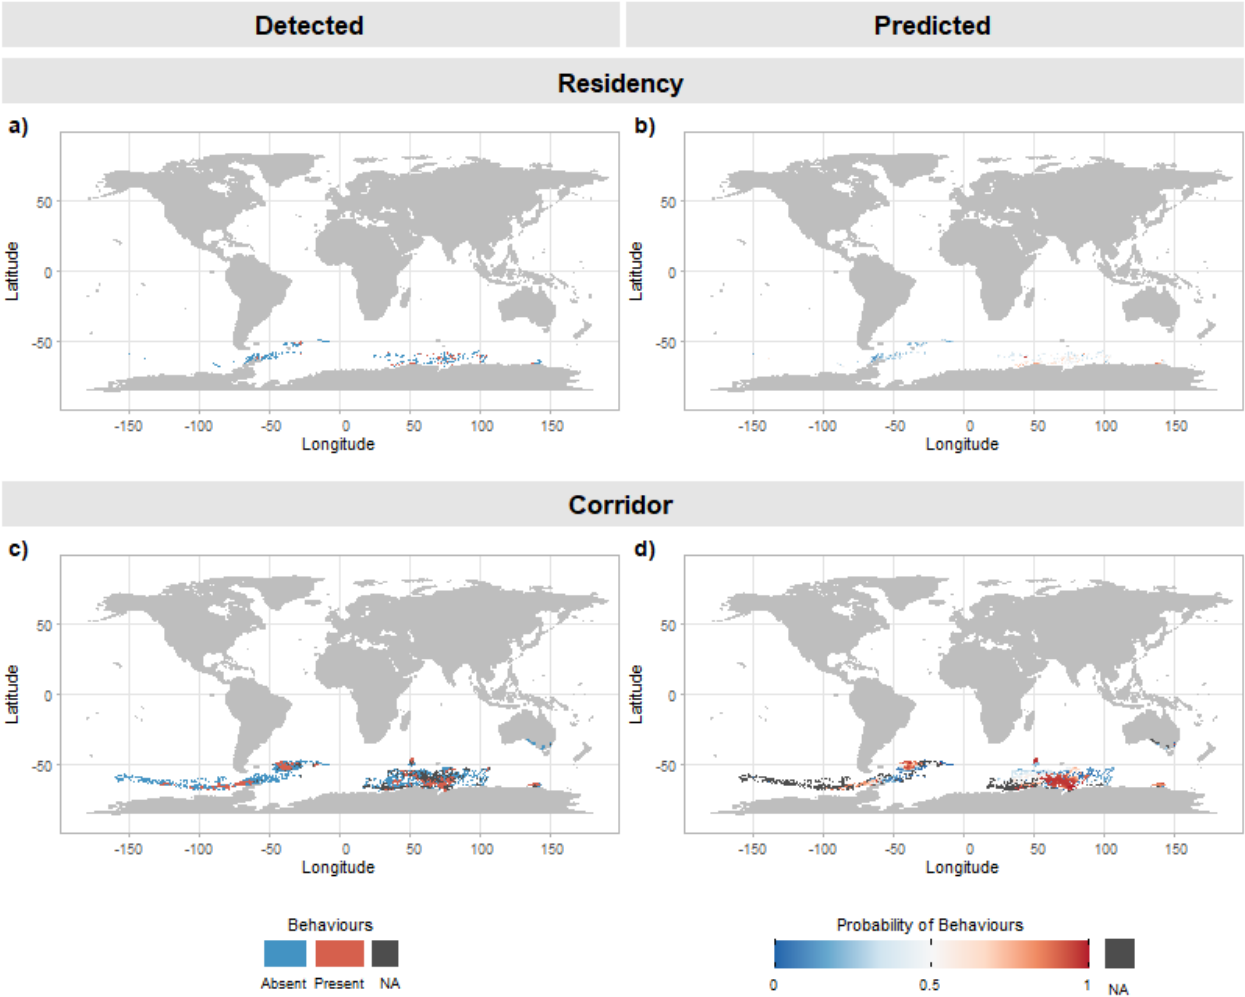 Detected Predicted
Residency
a) b)
50 50
0 0
-50 -50
Latitude Latitude
-150 -100 -50 0 50 100 150 -150 -100 -50 0 50 100 150
Longitude Longitude
Corridor
c) d)
50 50
0 0
-50 -50
Latitude Latitude
-150 -100 -50 0 50 100 150 -150 -100 -50 0 50 100 150
Longitude Longitude
Behaviours Probability of Behaviours
Absent Present NA 0 0.5 1 NA